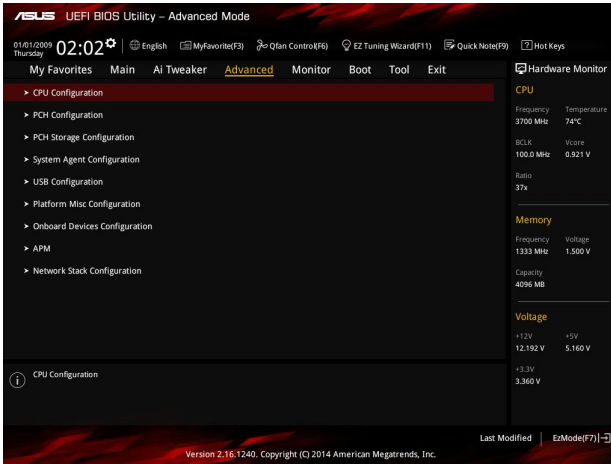 ASUS UEFI BIOS Utility – Advanced Mode
01/01/2009 Thursday 02:02 English MyFavorite(F3) Qfan Control(F6) EZ Tuning Wizard(F11) Quick Note(F9) ? Hot Keys
My Favorites Main Ai Tweaker Advanced Monitor Boot Tool Exit
> CPU Configuration
> PCH Configuration
> PCH Storage Configuration
> System Agent Configuration
> USB Configuration
> Platform Misc Configuration
> Onboard Devices Configuration
> APM
> Network Stack Configuration
i CPU Configuration
Hardware Monitor
CPU
Frequency Temperature
3700 MHz 74°C
BCLK Vcore
100.0 MHz 0.921 V
Ratio
37x
Memory
Frequency Voltage
1333 MHz 1.500 V
Capacity
4096 MB
Voltage
+12V +5V
12.192 V 5.160 V
+3.3V
3.360 V
Last Modified EzMode(F7)
Version 2.16.1240. Copyright (C) 2014 American Megatrends, Inc.